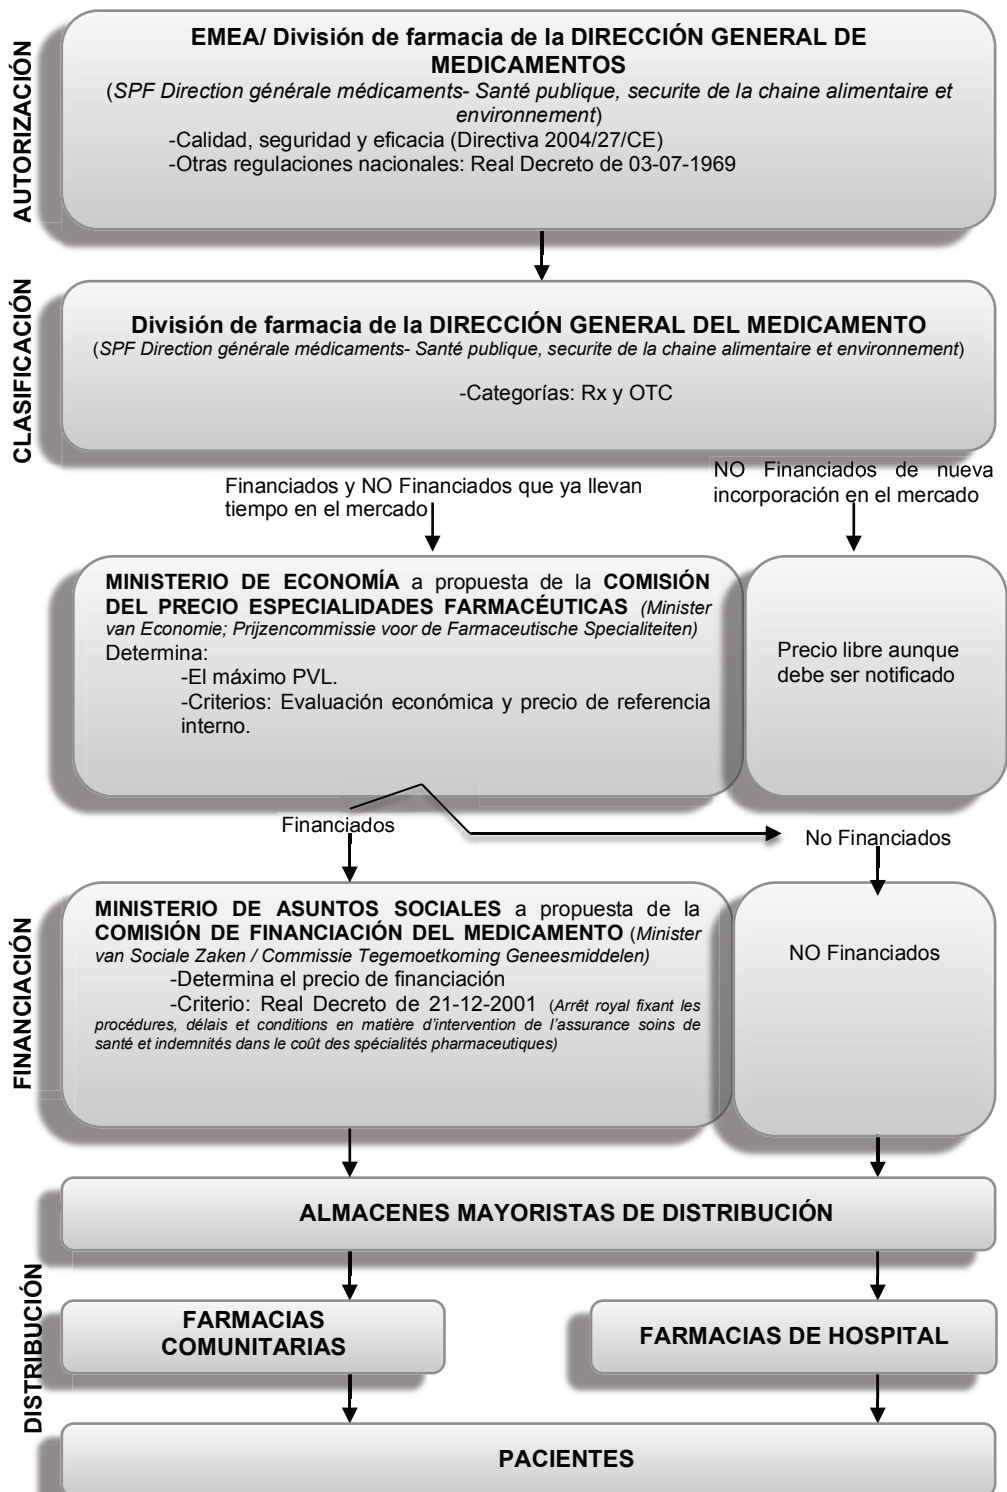 AUTORIZACIÓN
EMEA/ División de farmacia de la DIRECCIÓN GENERAL DE
MEDICAMENTOS
(SPF Direction générale médicaments- Santé publique, securite de la chaine alimentaire et
environnement)
-Calidad, seguridad y eficacia (Directiva 2004/27/CE)
-Otras regulaciones nacionales: Real Decreto de 03-07-1969
CLASIFICACIÓN
División de farmacia de la DIRECCIÓN GENERAL DEL MEDICAMENTO
(SPF Direction générale médicaments- Santé publique, securite de la chaine alimentaire et environnement)
-Categorías: Rx y OTC
Financiados y NO Financiados que ya llevan
tiempo en el mercado
NO Financiados de nueva
incorporación en el mercado
MINISTERIO DE ECONOMÍA a propuesta de la COMISIÓN
DEL PRECIO ESPECIALIDADES FARMACÉUTICAS (Minister
van Economie; Prijzencommissie voor de Farmaceutische Specialiteiten)
Determina:
-El máximo PVL.
-Criterios: Evaluación económica y precio de referencia
interno.
Precio libre aunque
debe ser notificado
Financiados
No Financiados
FINANCIACIÓN
MINISTERIO DE ASUNTOS SOCIALES a propuesta de la
COMISIÓN DE FINANCIACIÓN DEL MEDICAMENTO (Minister
van Sociale Zaken / Commissie Tegemoetkoming Geneesmiddelen)
-Determina el precio de financiación
-Criterio: Real Decreto de 21-12-2001 (Arrêt royal fixant les
procédures, délais et conditions en matière d'intervention de l'assurance soins de
santé et indemnités dans le coût des spécialités pharmaceutiques)
NO Financiados
DISTRIBUCIÓN
ALMACENES MAYORISTAS DE DISTRIBUCIÓN
FARMACIAS
COMUNITARIAS
FARMACIAS DE HOSPITAL
PACIENTES